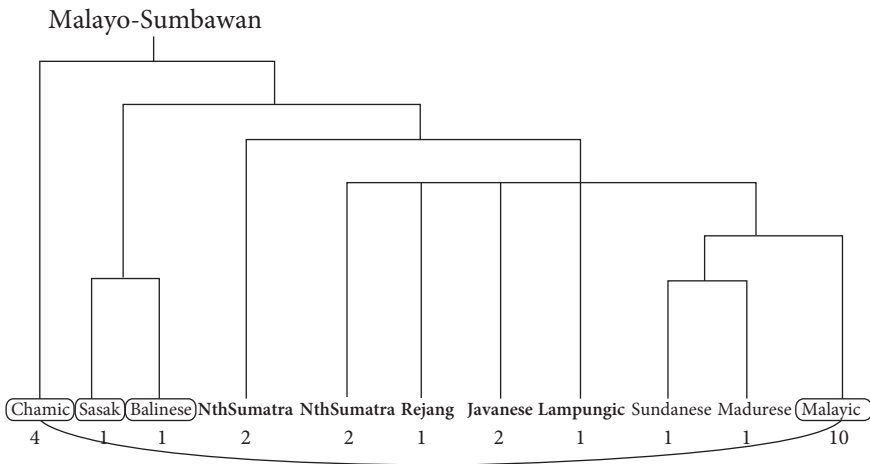 Malayo-Sumbawan
Chamic Sasak Balinese NthSumatra NthSumatra Rejang Javanese Lampungic Sundanese Madurese Malayic
4 1 1 2 2 1 2 1 1 1 10